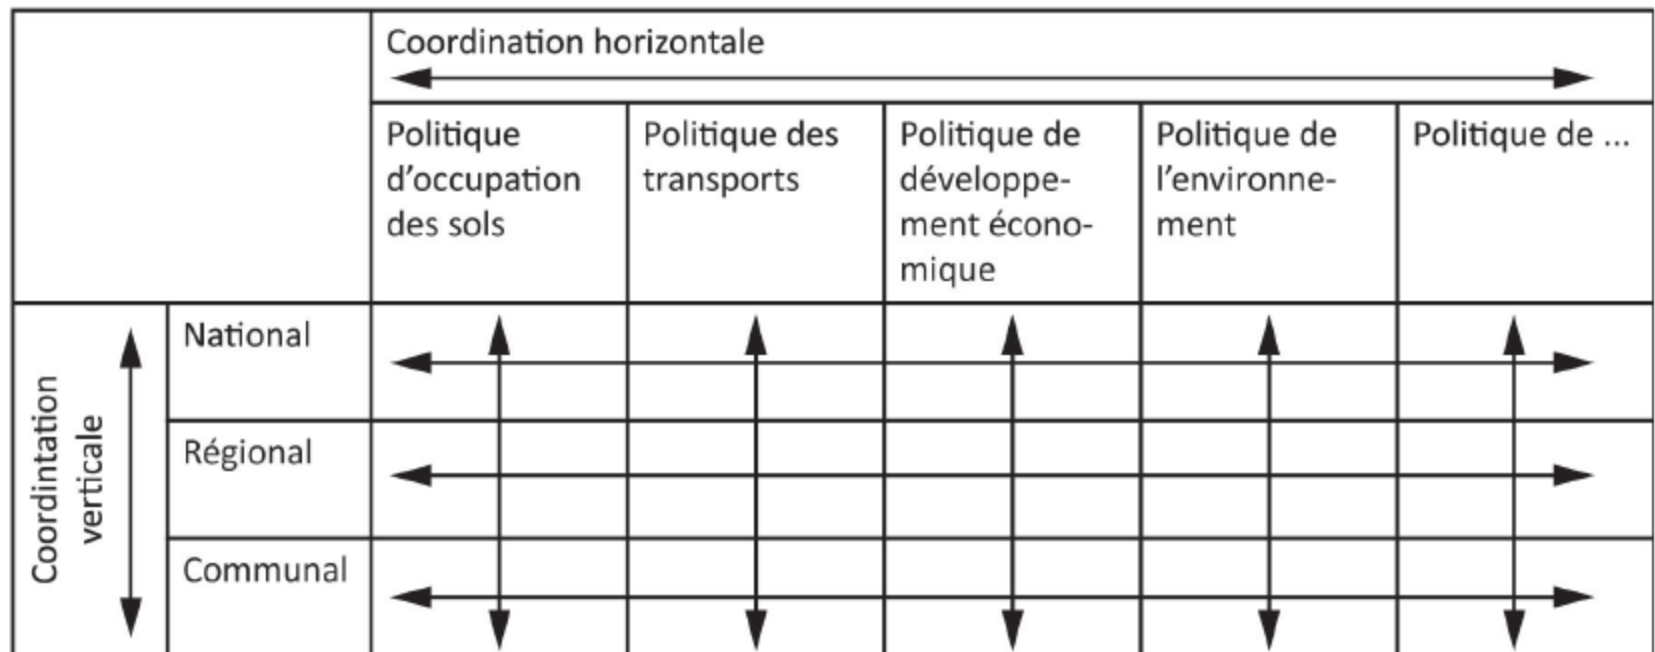 Coordination horizontale
Politique
d'occupation
des sols
Politique des
transports
Politique de
développe-
ment écono-
mique
Politique de
l'environne-
ment
Politique de ...
Coordintation
verticale
National
Régional
Communal